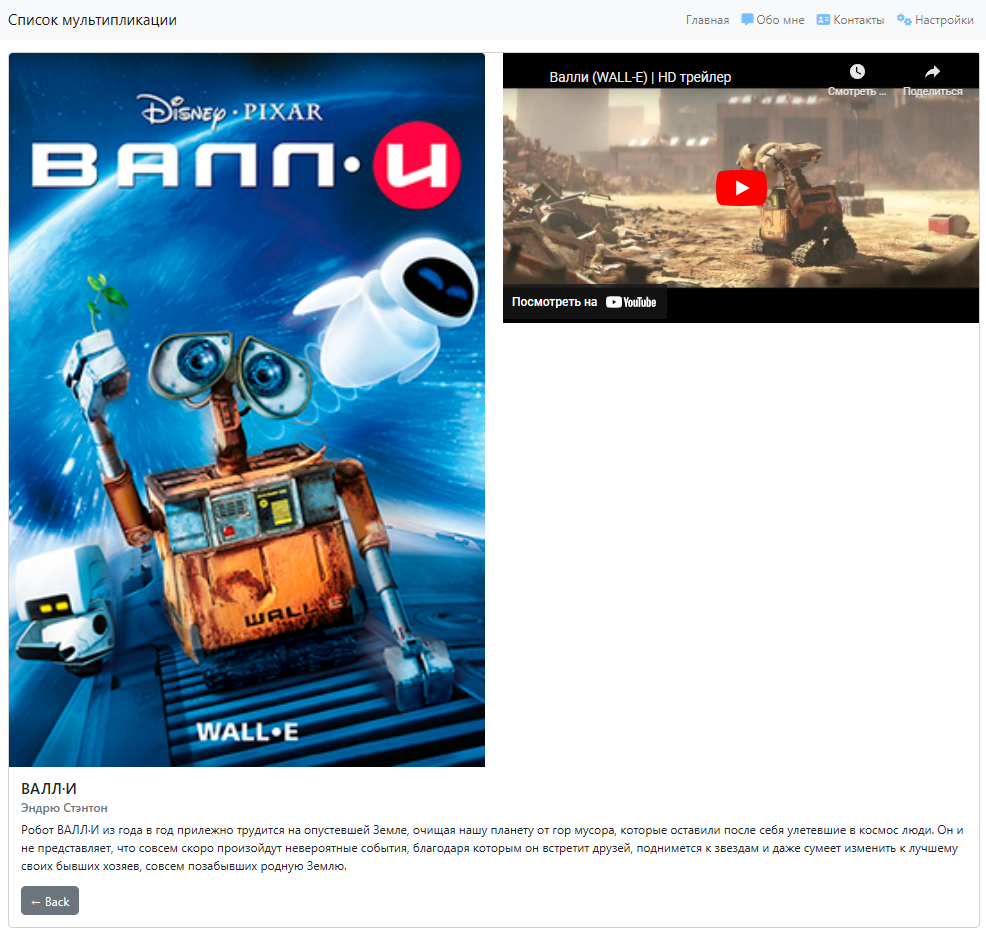 Список мультипликации
Главная Обо мне Контакты Настройки
Disney · PIXAR
ВАЛЛ·И
WALL·E
WALL•E
Валли (WALL-E) | HD трейлер
Смотреть ...
Поделиться
Посмотреть на YouTube
ВАЛЛ·И
Эндрю Стэнтон
Робот ВАЛЛ·И из года в год прилежно трудится на опустевшей Земле, очищая нашу планету от гор мусора, которые оставили после себя улетевшие в космос люди. Он и
не представляет, что совсем скоро произойдут невероятные события, благодаря которым он встретит друзей, поднимется к звездам и даже сумеет изменить к лучшему
своих бывших хозяев, совсем позабывших родную Землю.
← Back